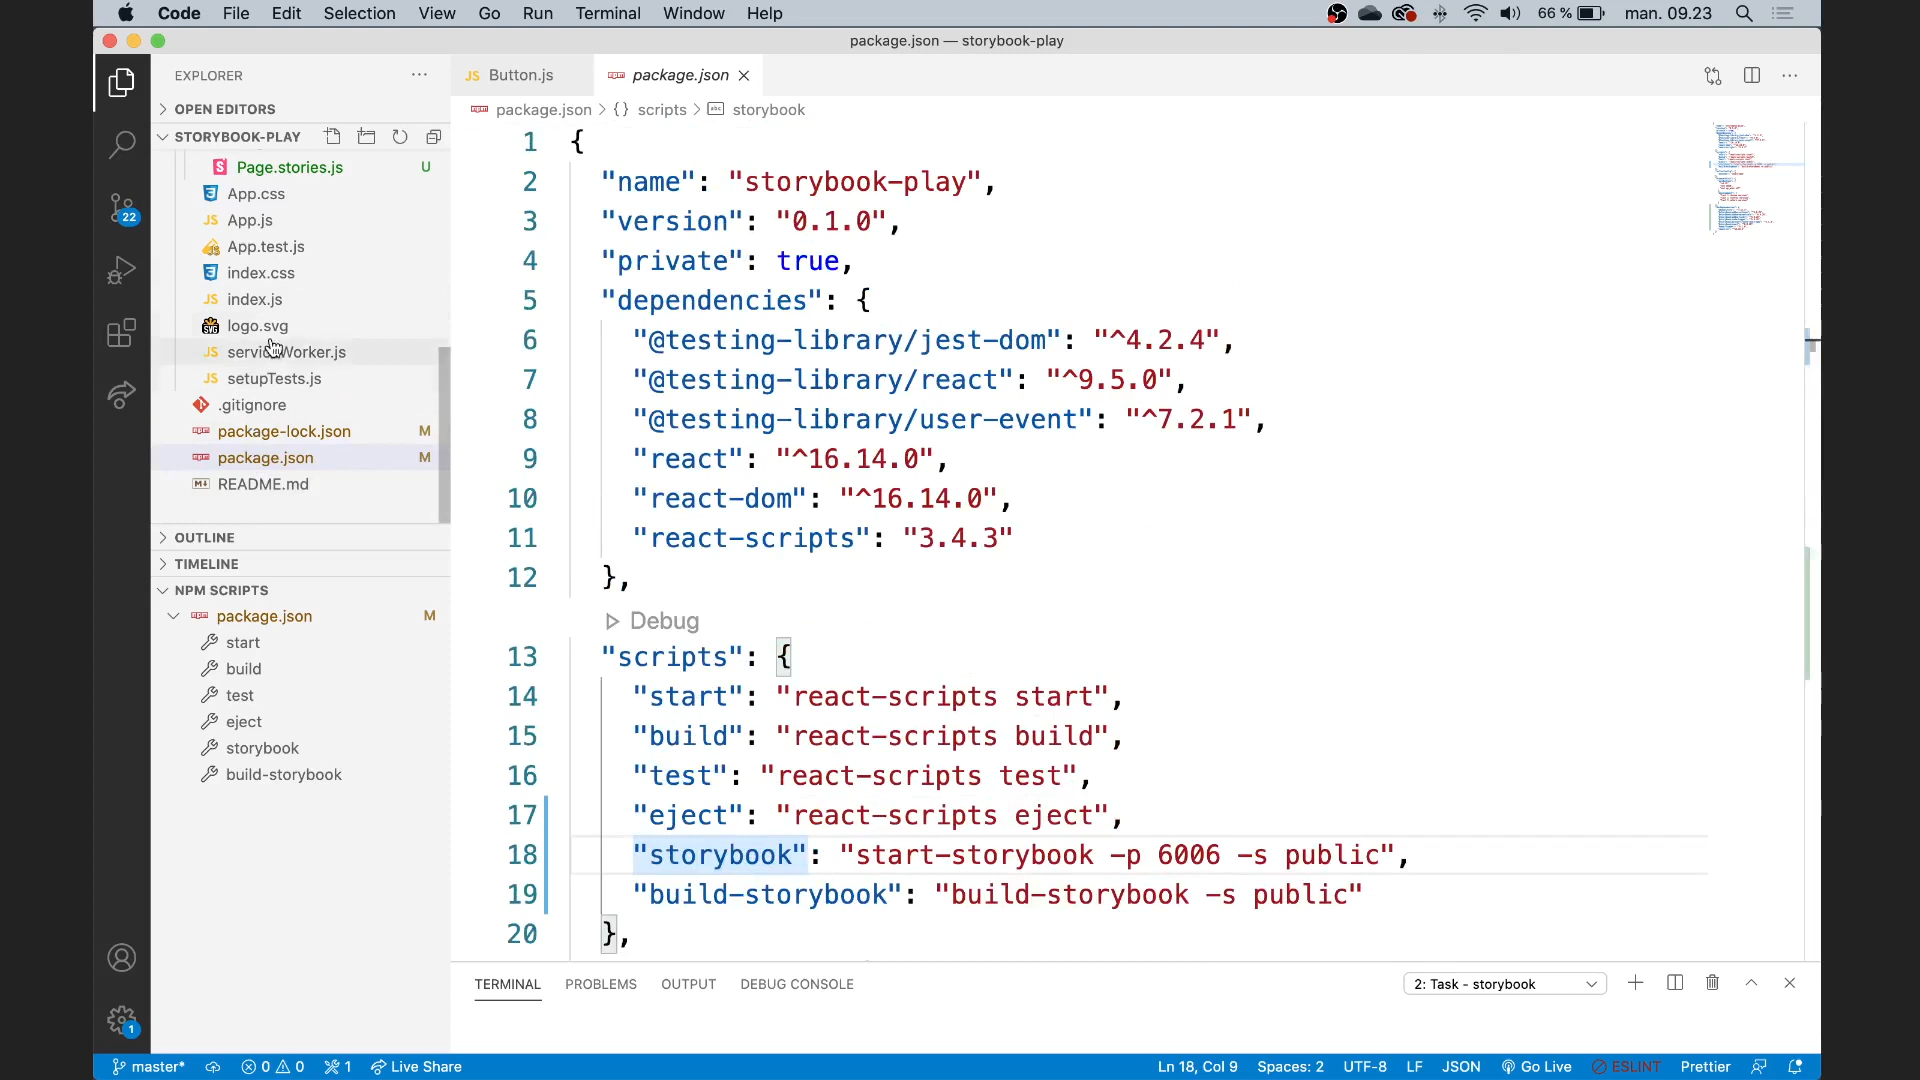 Code File Edit Selection View Go Run Terminal Window Help 66 % man. 09.23
package.json — storybook-play
EXPLORER
OPEN EDITORS
STORYBOOK-PLAY
Page.stories.js U
App.css
JS App.js
App.test.js
index.css
JS index.js
logo.svg
JS serviceWorker.js
JS setupTests.js
.gitignore
package-lock.json M
package.json M
README.md
OUTLINE
TIMELINE
NPM SCRIPTS
package.json M
start
build
test
eject
storybook
build-storybook
22
1
JS Button.js package.json
package.json > {} scripts > abc storybook
1 {
2 "name": "storybook-play",
3 "version": "0.1.0",
4 "private": true,
5 "dependencies": {
6 "@testing-library/jest-dom": "^4.2.4",
7 "@testing-library/react": "^9.5.0",
8 "@testing-library/user-event": "^7.2.1",
9 "react": "^16.14.0",
10 "react-dom": "^16.14.0",
11 "react-scripts": "3.4.3"
12 },
Debug
13 "scripts": {
14 "start": "react-scripts start",
15 "build": "react-scripts build",
16 "test": "react-scripts test",
17 "eject": "react-scripts eject",
18 "storybook": "start-storybook -p 6006 -s public",
19 "build-storybook": "build-storybook -s public"
20 },
TERMINAL PROBLEMS OUTPUT DEBUG CONSOLE 2: Task - storybook
master* 0 0 1 Live Share Ln 18, Col 9 Spaces: 2 UTF-8 LF JSON Go Live ESLINT Prettier